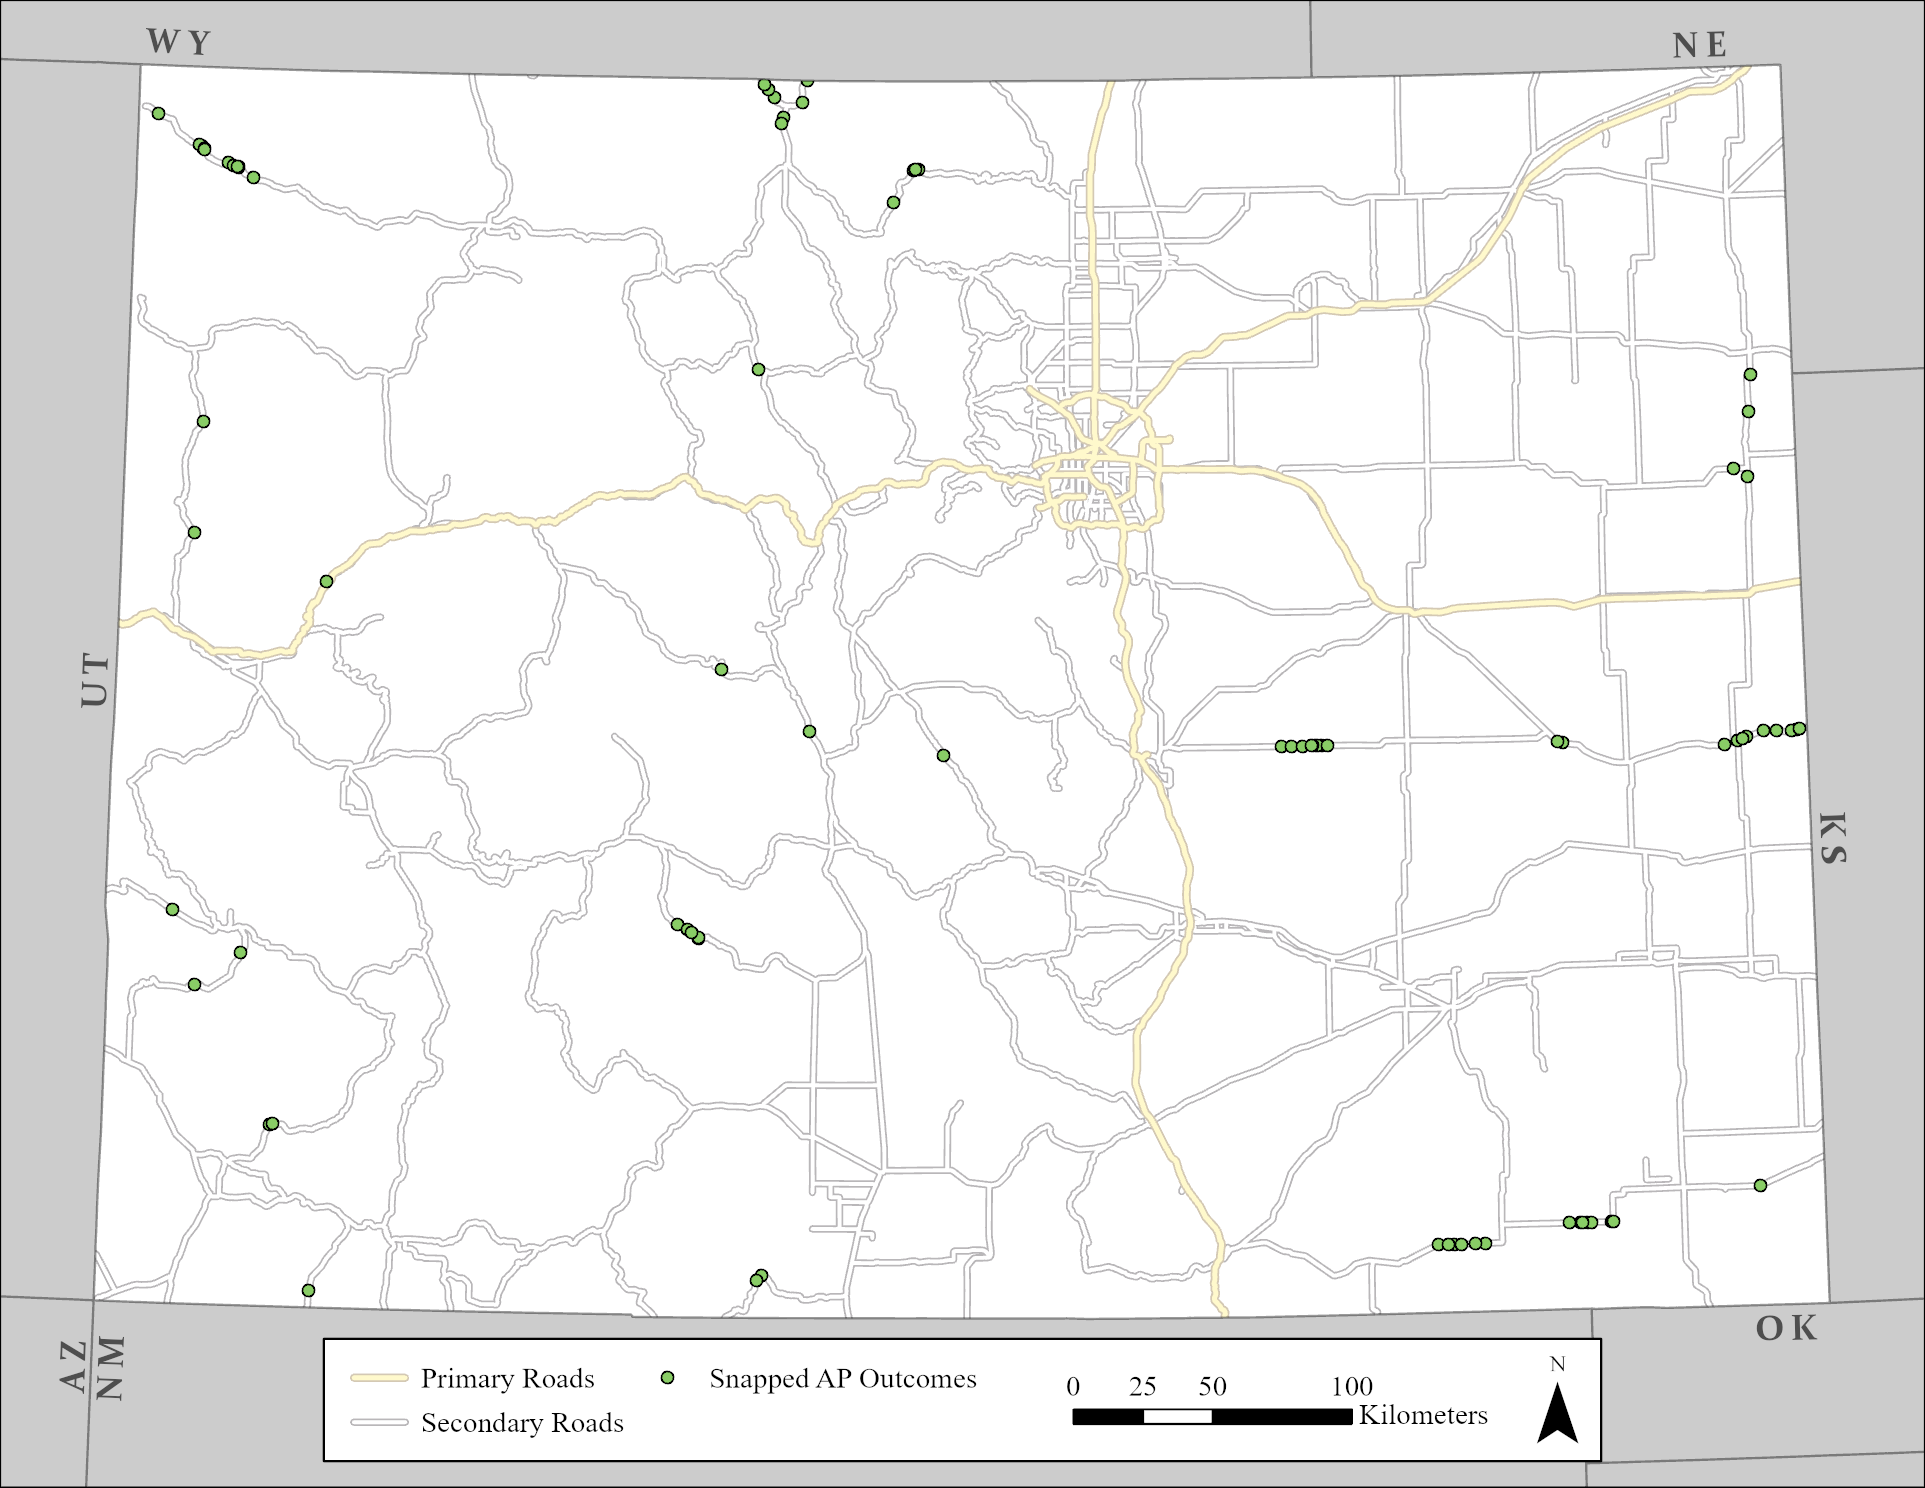 WY
NE
UT
KS
OK
AZ
NM
Primary Roads
Secondary Roads
Snapped AP Outcomes
0 25 50 100
Kilometers
N